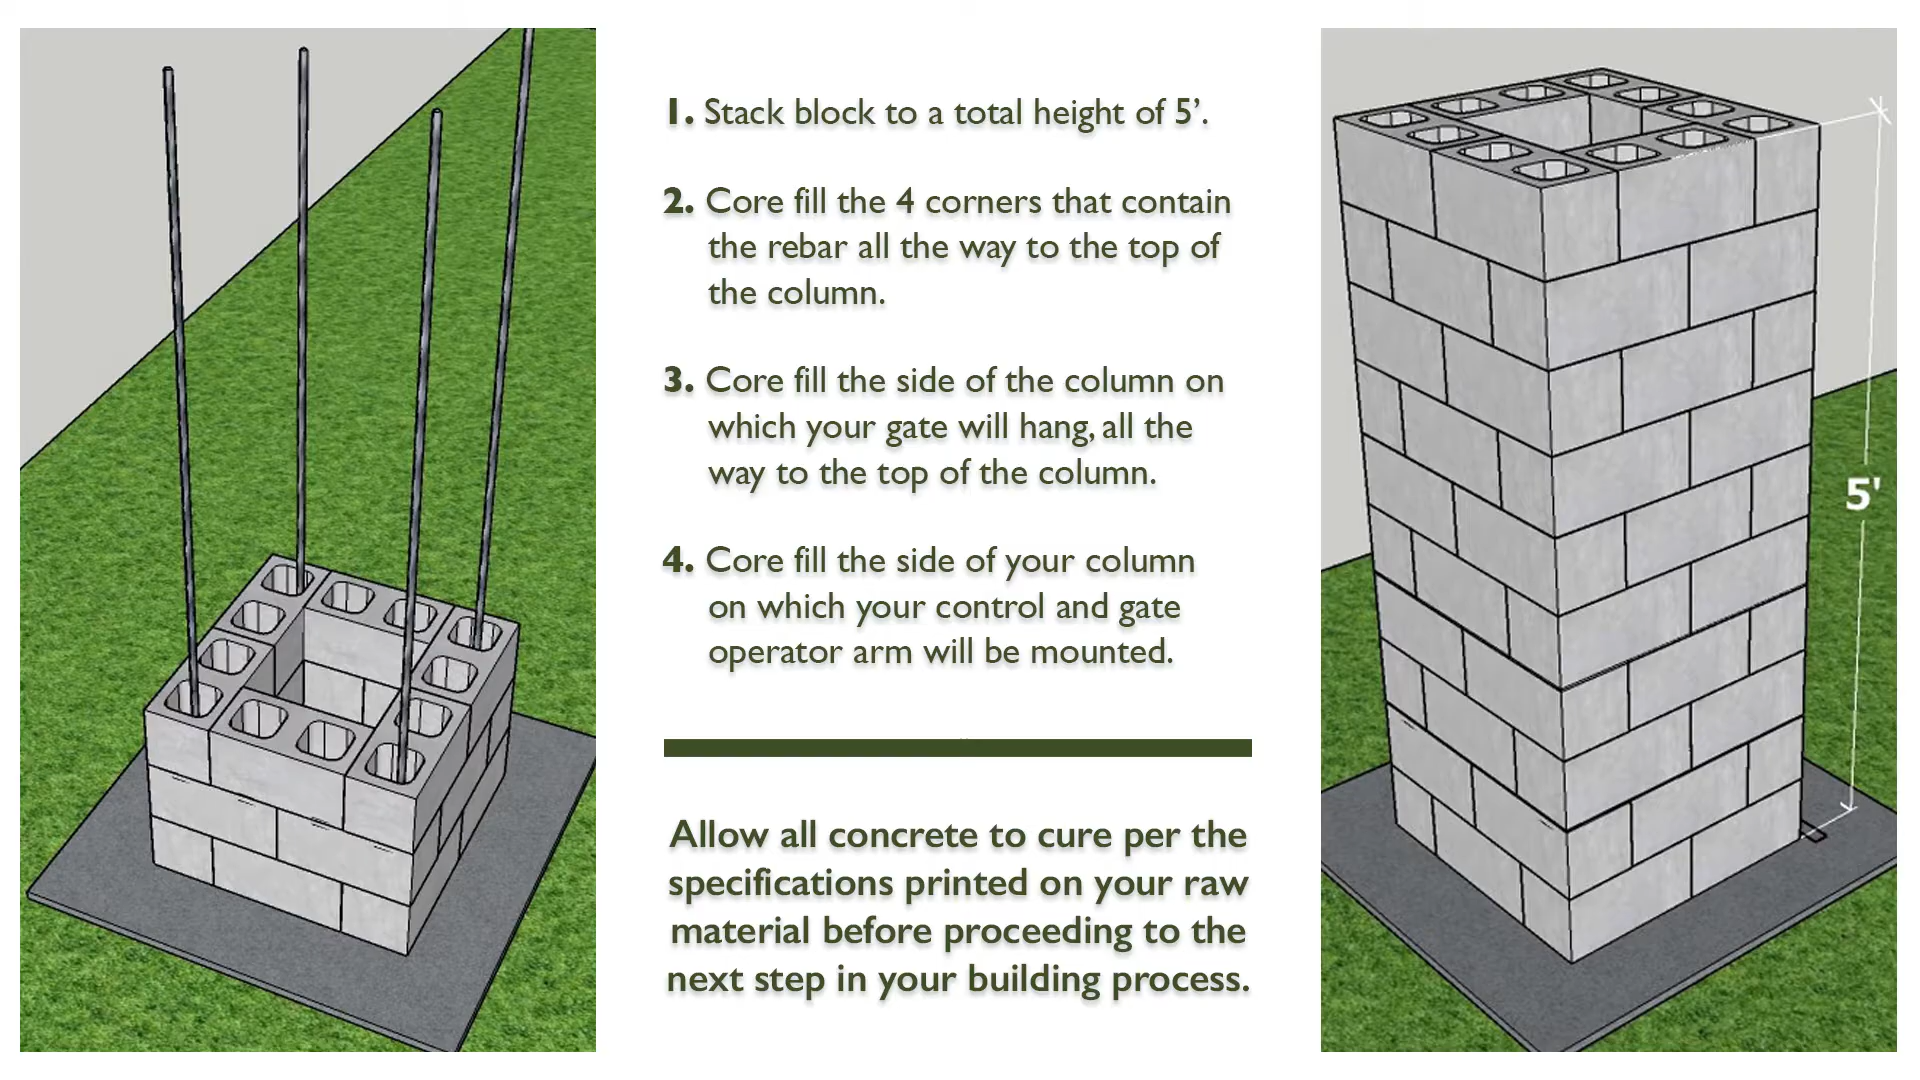 1. Stack block to a total height of 5’.
2. Core fill the 4 corners that contain
the rebar all the way to the top of
the column.
3. Core fill the side of the column on
which your gate will hang, all the
way to the top of the column.
4. Core fill the side of your column
on which your control and gate
operator arm will be mounted.
Allow all concrete to cure per the
specifications printed on your raw
material before proceeding to the
next step in your building process.
5'